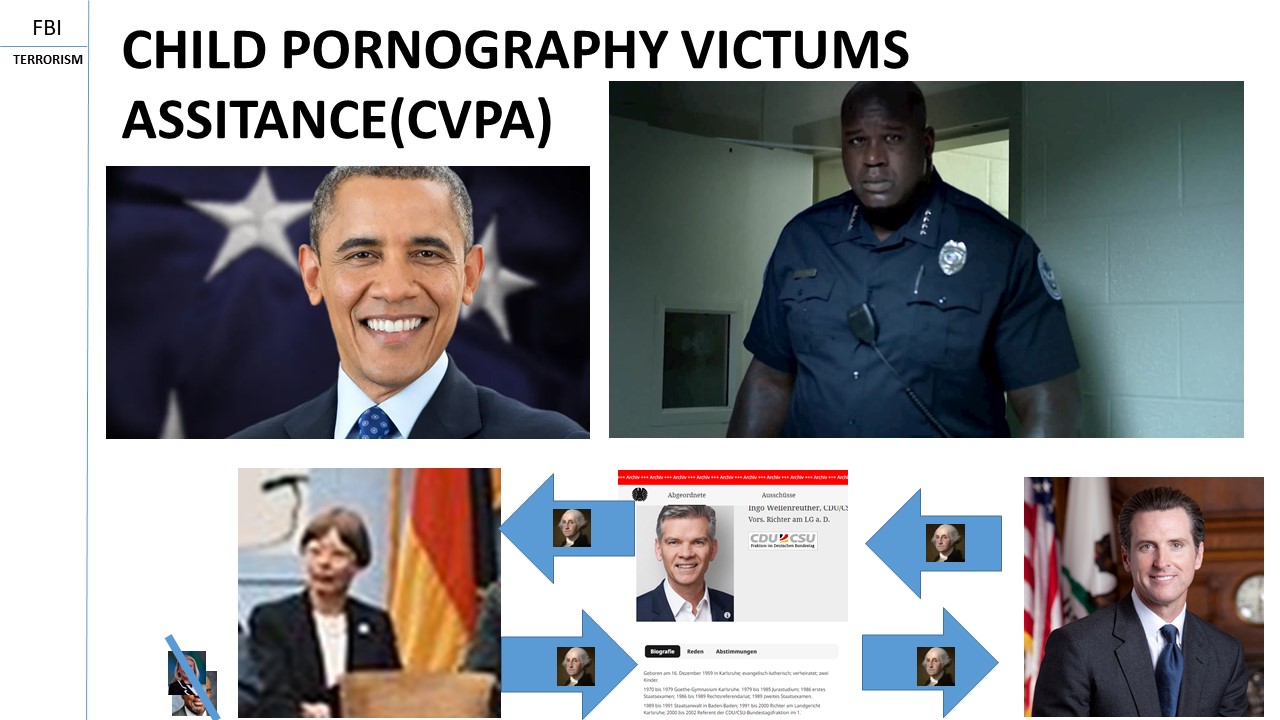 FBI
TERRORISM
CHILD PORNOGRAPHY VICTUMS
ASSITANCE(CVPA)
+++ Archiv +++ Archiv +++ Archiv +++ Archiv +++ Archiv +++ Archiv +++ Archiv +++ Archiv
Abgeordnete Ausschüsse
Ingo Wellenreuther, CDU/CS
Vors. Richter am LG a. D.
CDU CSU
Fraktion im Deutschen Bundestag
Biografie Reden Abstimmungen
Geboren am 16. Dezember 1959 in Karlsruhe; evangelisch-lutherisch; verheiratet; zwei
Kinder.
1970 bis 1979 Goethe-Gymnasium Karlsruhe. 1979 bis 1985 Jurastudium; 1986 erstes
Staatsexamen; 1986 bis 1989 Rechtsreferendariat; 1989 zweites Staatsexamen.
1989 bis 1991 Staatsanwalt in Baden-Baden; 1991 bis 2000 Richter am Landgericht
Karlsruhe, 2000 bis 2002 Referent der CDU/CSU-Bundestagsfraktion im 1.